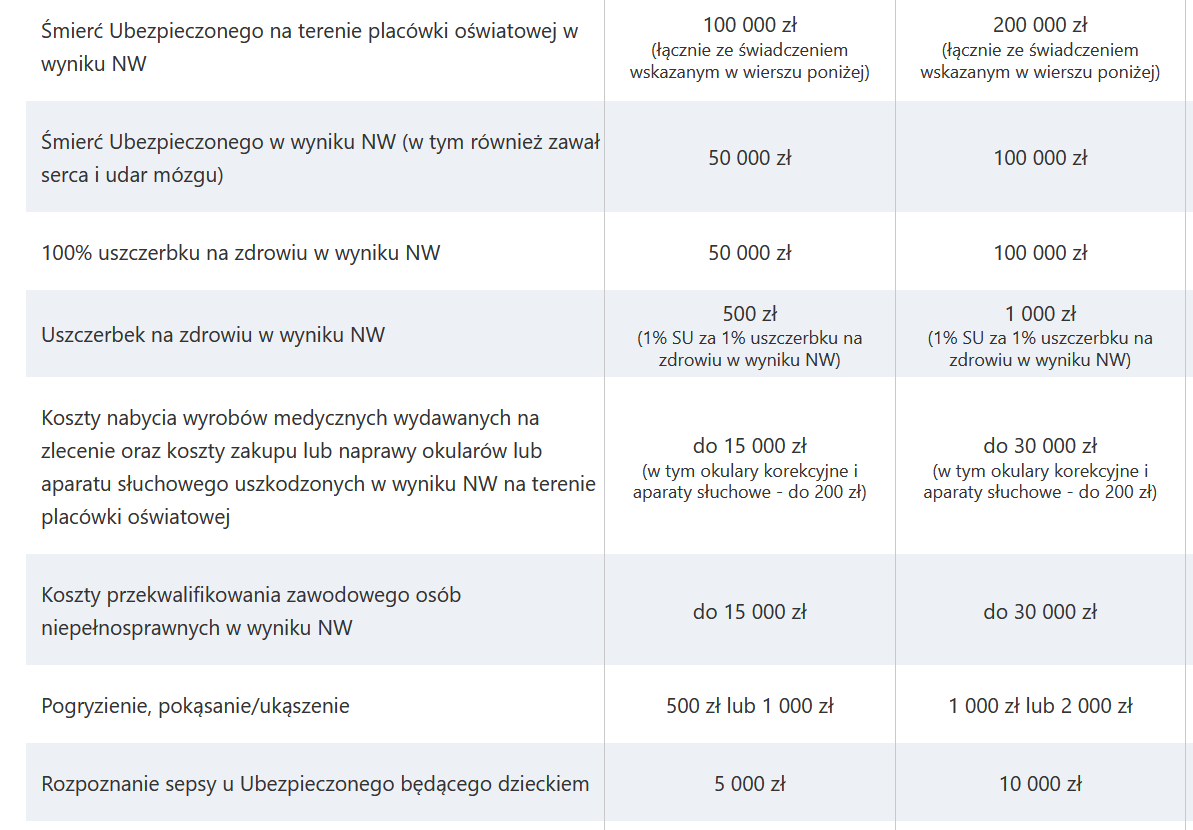 Śmierć Ubezpieczonego na terenie placówki oświatowej w
wyniku NW
100 000 zł
(łącznie ze świadczeniem
wskazanym w wierszu poniżej)
200 000 zł
(łącznie ze świadczeniem
wskazanym w wierszu poniżej)
Śmierć Ubezpieczonego w wyniku NW (w tym również zawał
serca i udar mózgu)
50 000 zł
100 000 zł
100% uszczerbku na zdrowiu w wyniku NW
50 000 zł
100 000 zł
Uszczerbek na zdrowiu w wyniku NW
500 zł
(1% SU za 1% uszczerbku na
zdrowiu w wyniku NW)
1 000 zł
(1% SU za 1% uszczerbku na
zdrowiu w wyniku NW)
Koszty nabycia wyrobów medycznych wydawanych na
zlecenie oraz koszty zakupu lub naprawy okularów lub
aparatu słuchowego uszkodzonych w wyniku NW na terenie
placówki oświatowej
do 15 000 zł
(w tym okulary korekcyjne i
aparaty słuchowe - do 200 zł)
do 30 000 zł
(w tym okulary korekcyjne i
aparaty słuchowe - do 200 zł)
Koszty przekwalifikowania zawodowego osób
niepełnosprawnych w wyniku NW
do 15 000 zł
do 30 000 zł
Pogryzienie, pokąsanie/ukąszenie
500 zł lub 1 000 zł
1 000 zł lub 2 000 zł
Rozpoznanie sepsy u Ubezpieczonego będącego dzieckiem
5 000 zł
10 000 zł